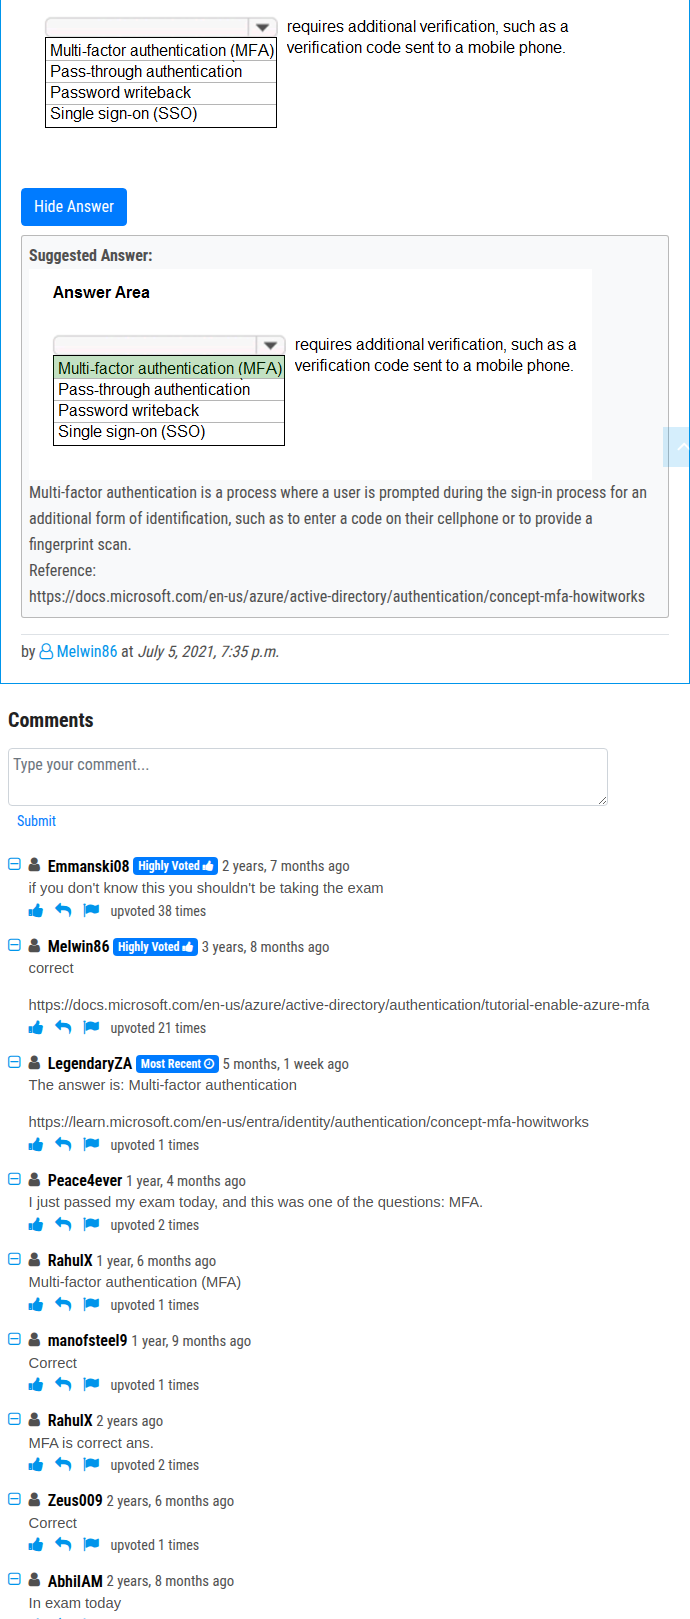 requires additional verification, such as a
verification code sent to a mobile phone.
Multi-factor authentication (MFA)
Pass-through authentication
Password writeback
Single sign-on (SSO)
Hide Answer
Suggested Answer:
Answer Area
requires additional verification, such as a
verification code sent to a mobile phone.
Multi-factor authentication (MFA)
Pass-through authentication
Password writeback
Single sign-on (SSO)
Multi-factor authentication is a process where a user is prompted during the sign-in process for an
additional form of identification, such as to enter a code on their cellphone or to provide a
fingerprint scan.
Reference:
https://docs.microsoft.com/en-us/azure/active-directory/authentication/concept-mfa-howitworks
by Melwin86 at July 5, 2021, 7:35 p.m.
Comments
Type your comment...
Submit
Emmanski08 Highly Voted 2 years, 7 months ago
if you don't know this you shouldn't be taking the exam
upvoted 38 times
Melwin86 Highly Voted 3 years, 8 months ago
correct
https://docs.microsoft.com/en-us/azure/active-directory/authentication/tutorial-enable-azure-mfa
upvoted 21 times
LegendaryZA Most Recent 5 months, 1 week ago
The answer is: Multi-factor authentication
https://learn.microsoft.com/en-us/entra/identity/authentication/concept-mfa-howitworks
upvoted 1 times
Peace4ever 1 year, 4 months ago
I just passed my exam today, and this was one of the questions: MFA.
upvoted 2 times
RahulX 1 year, 6 months ago
Multi-factor authentication (MFA)
upvoted 1 times
manofsteel9 1 year, 9 months ago
Correct
upvoted 1 times
RahulX 2 years ago
MFA is correct ans.
upvoted 2 times
Zeus009 2 years, 6 months ago
Correct
upvoted 1 times
AbhilAM 2 years, 8 months ago
In exam today